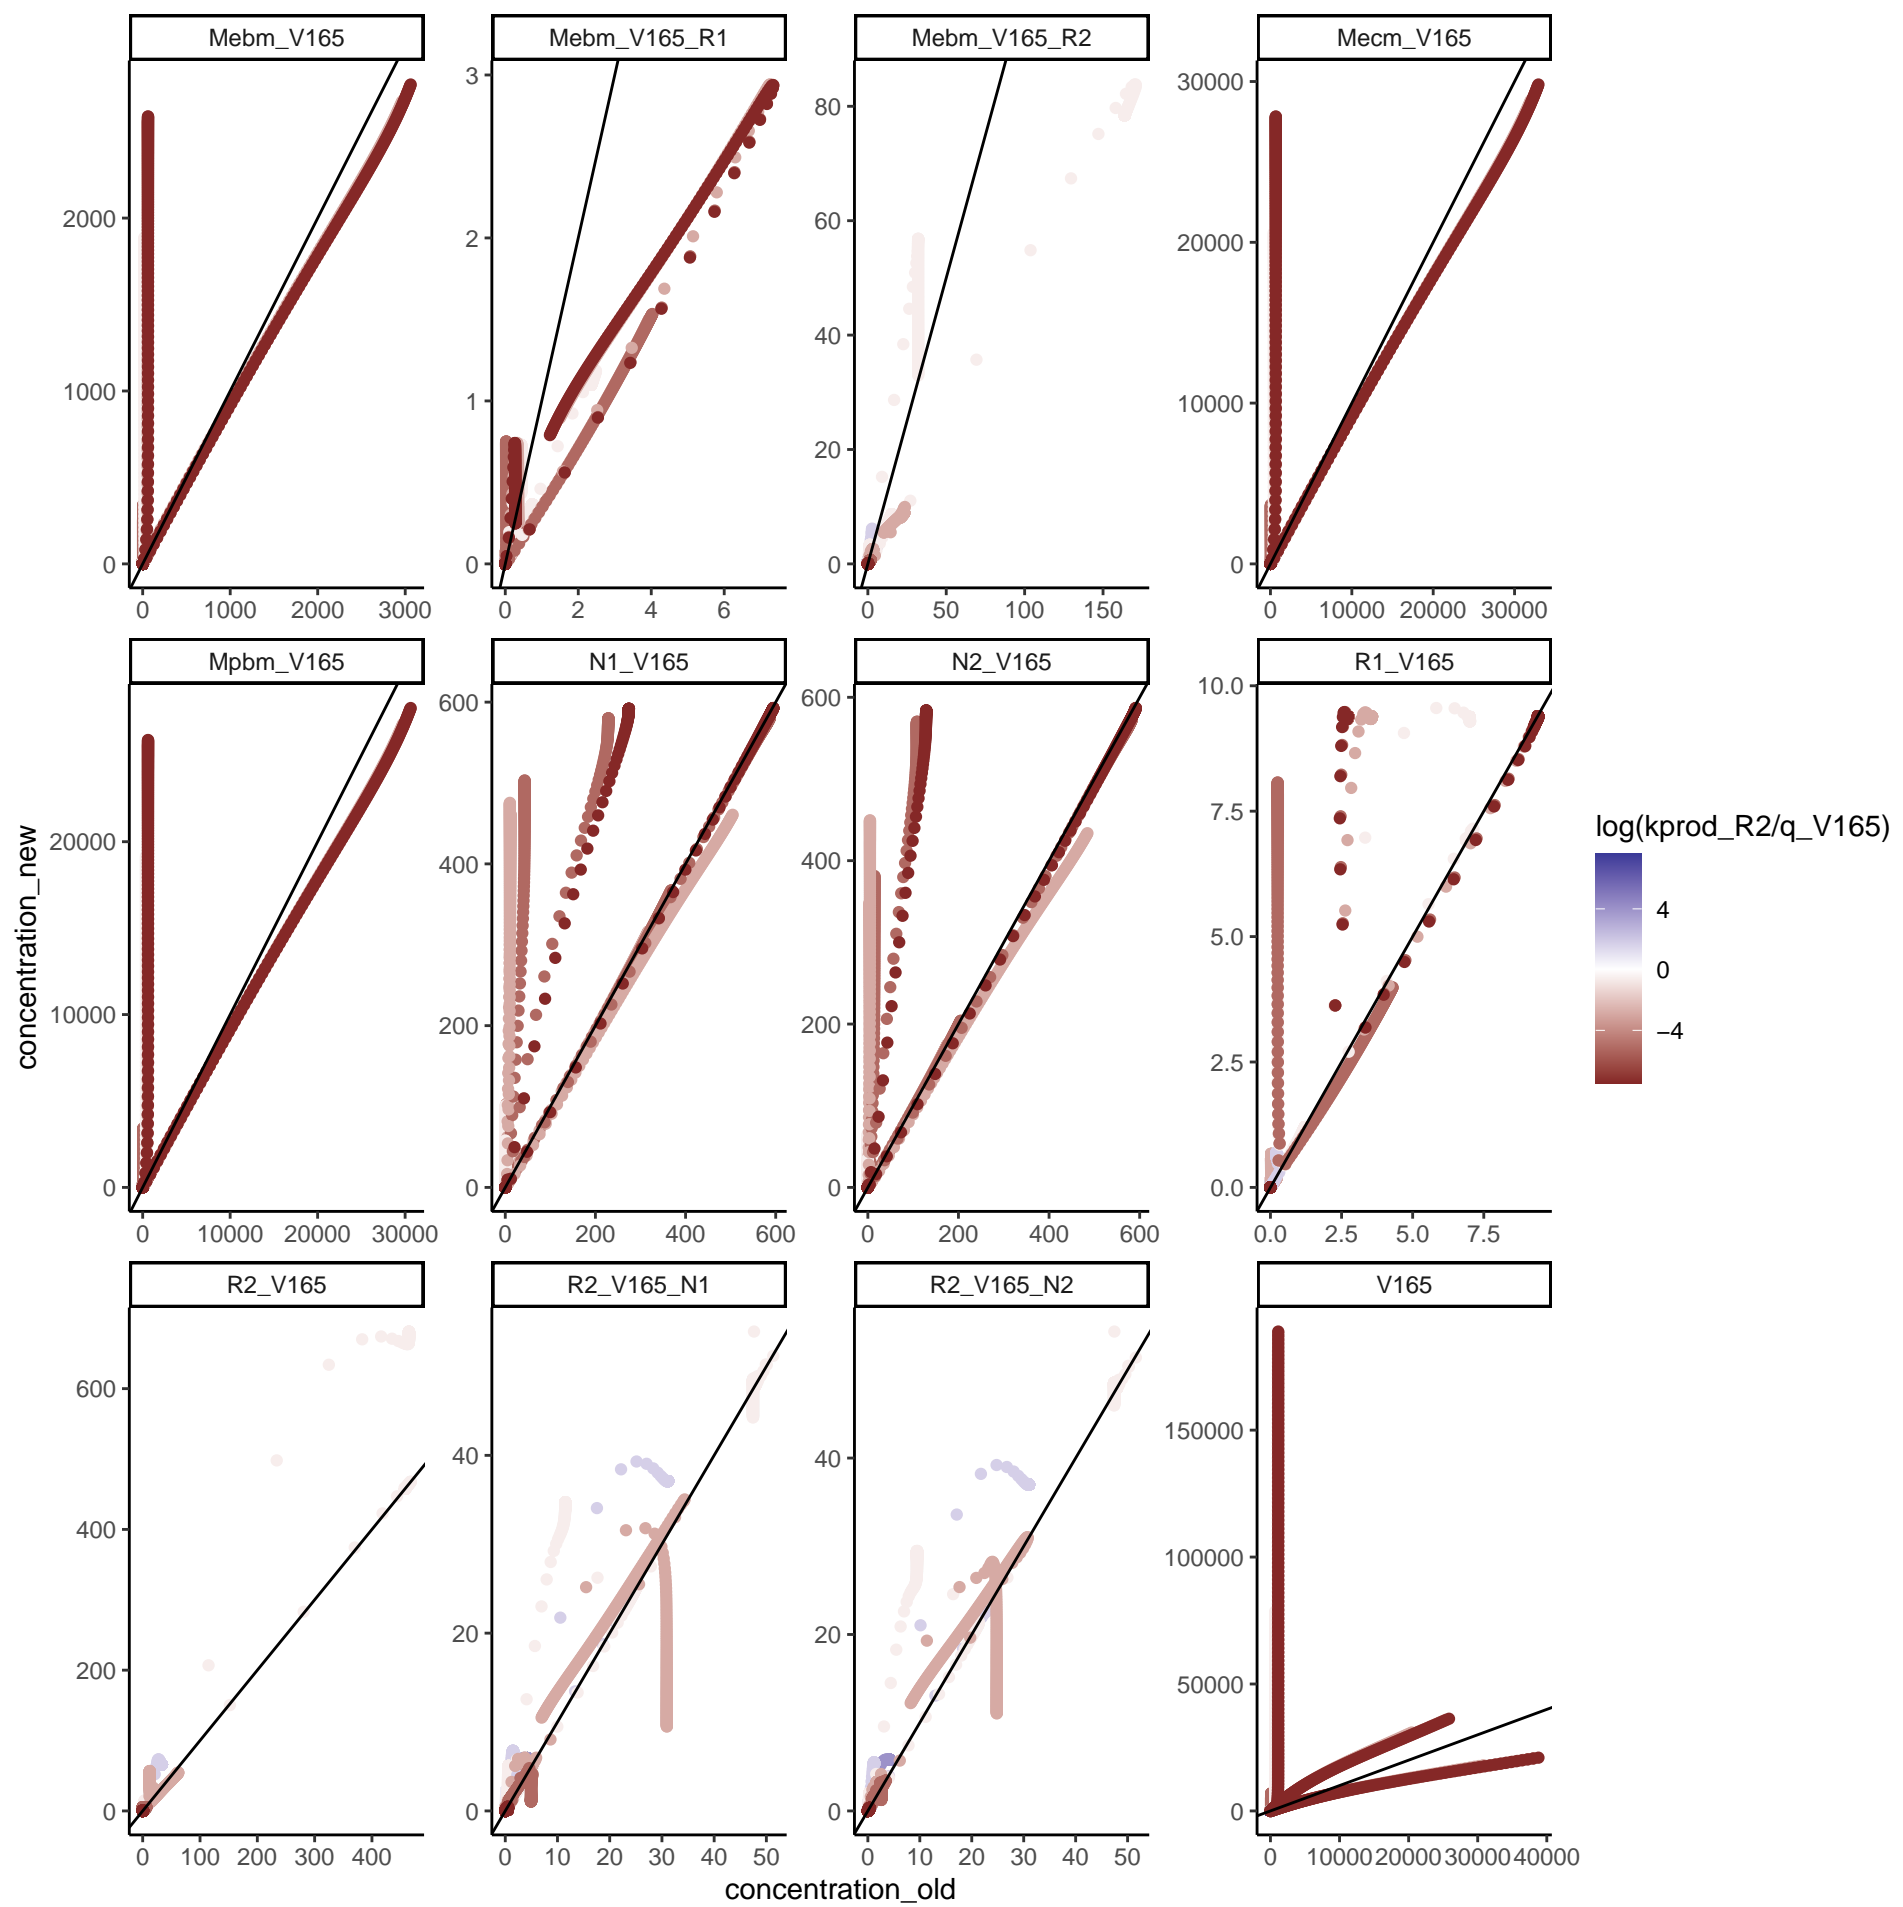 Mebm_V165 Mebm_V165_R1 Mebm_V165_R2 Mecm_V165
2000
1000
0
3
2
1
0
80
60
40
20
0
30000
20000
10000
0
0 1000 2000 3000
0 2 4 6
0 50 100 150
0 10000 20000 30000
Mpbm_V165 N1_V165 N2_V165 R1_V165
20000
10000
0
600
400
200
0
600
400
200
0
10.0
7.5
5.0
2.5
0.0
0 10000 20000 30000
0 200 400 600
0 200 400 600
0.0 2.5 5.0 7.5
R2_V165 R2_V165_N1 R2_V165_N2 V165
600
400
200
0
40
20
0
40
20
0
150000
100000
50000
0
0 100 200 300 400
0 10 20 30 40 50
0 10 20 30 40 50
0 10000 20000 30000 40000
concentration_new
concentration_old
log(kprod_R2/q_V165)
4
0
−4